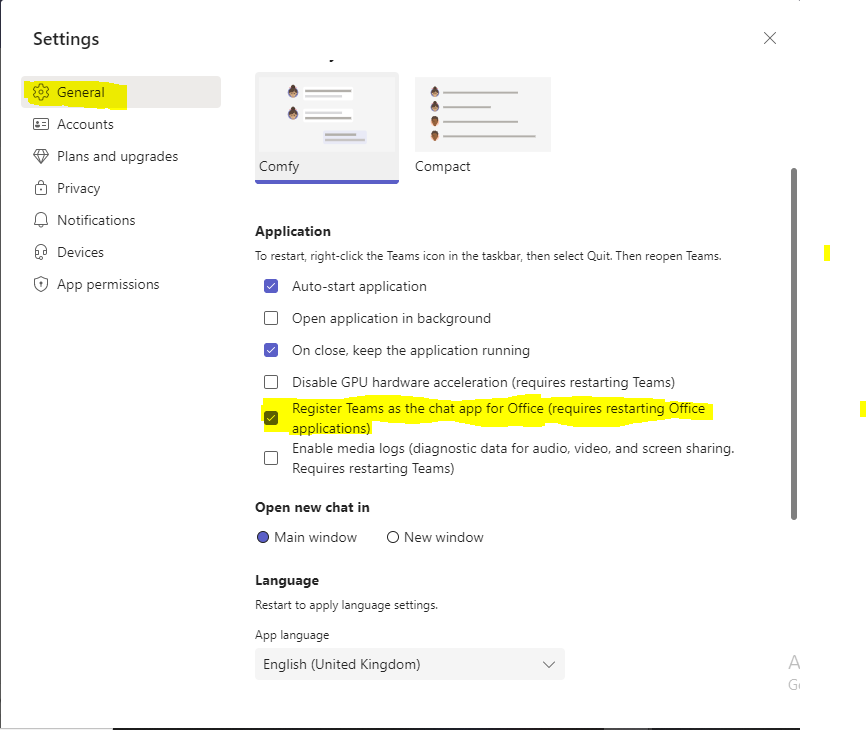 Settings
General
Accounts
Plans and upgrades
Privacy
Notifications
Devices
App permissions
Comfy
Compact
Application
To restart, right-click the Teams icon in the taskbar, then select Quit. Then reopen Teams.
Auto-start application
Open application in background
On close, keep the application running
Disable GPU hardware acceleration (requires restarting Teams)
Register Teams as the chat app for Office (requires restarting Office
applications)
Enable media logs (diagnostic data for audio, video, and screen sharing.
Requires restarting Teams)
Open new chat in
Main window
New window
Language
Restart to apply language settings.
App language
English (United Kingdom)